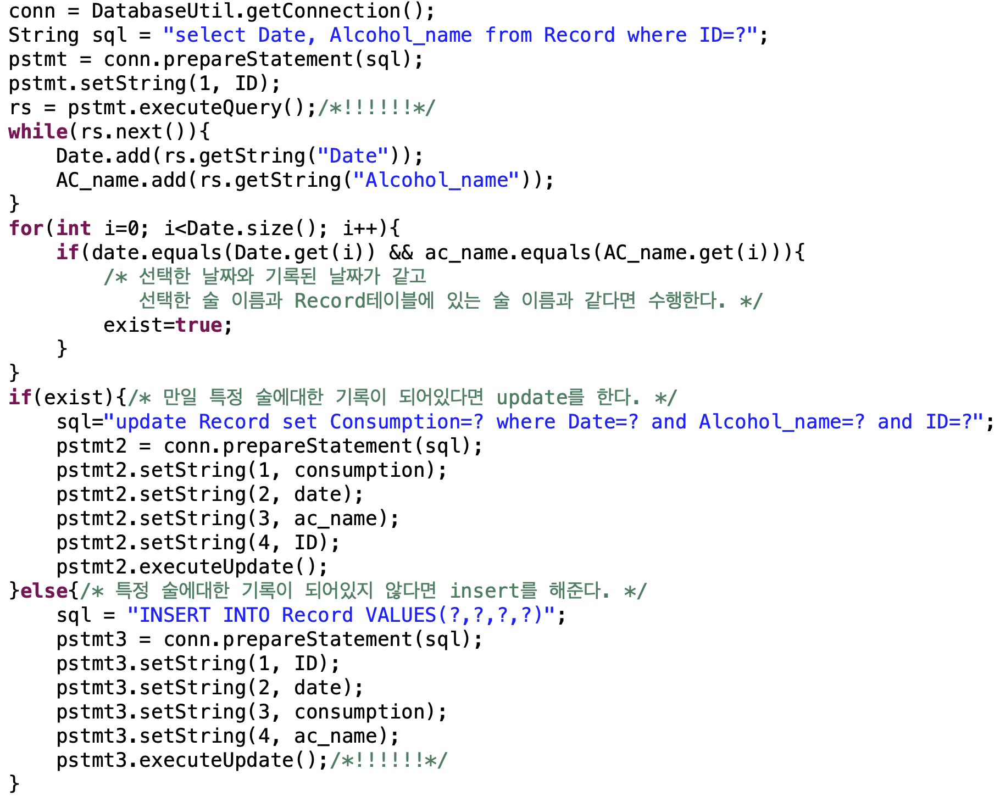 conn = DatabaseUtil.getConnection();
String sql = "select Date, Alcohol_name from Record where ID=?";
pstmt = conn.prepareStatement(sql);
pstmt.setString(1, ID);
rs = pstmt.executeQuery();/*!!!!!!*/
while(rs.next()){
    Date.add(rs.getString("Date"));
    AC_name.add(rs.getString("Alcohol_name"));
}
for(int i=0; i<Date.size(); i++){
    if(date.equals(Date.get(i)) && ac_name.equals(AC_name.get(i))){
        /* 선택한 날짜와 기록된 날짜가 같고
           선택한 술 이름과 Record테이블에 있는 술 이름과 같다면 수행한다. */
        exist=true;
    }
}
if(exist){/* 만일 특정 술에대한 기록이 되어있다면 update를 한다. */
    sql="update Record set Consumption=? where Date=? and Alcohol_name=? and ID=?";
    pstmt2 = conn.prepareStatement(sql);
    pstmt2.setString(1, consumption);
    pstmt2.setString(2, date);
    pstmt2.setString(3, ac_name);
    pstmt2.setString(4, ID);
    pstmt2.executeUpdate();
}else{/* 특정 술에대한 기록이 되어있지 않다면 insert를 해준다. */
    sql = "INSERT INTO Record VALUES(?,?,?,?)";
    pstmt3 = conn.prepareStatement(sql);
    pstmt3.setString(1, ID);
    pstmt3.setString(2, date);
    pstmt3.setString(3, consumption);
    pstmt3.setString(4, ac_name);
    pstmt3.executeUpdate();/*!!!!!!*/
}